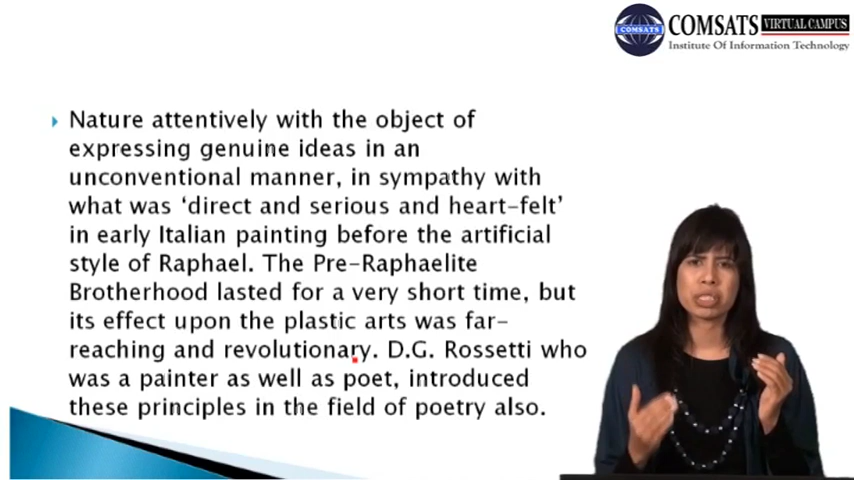 COMSATS VIRTUAL CAMPUS
COMSATS
Institute Of Information Technology
Nature attentively with the object of
expressing genuine ideas in an
unconventional manner, in sympathy with
what was ‘direct and serious and heart-felt’
in early Italian painting before the artificial
style of Raphael. The Pre-Raphaelite
Brotherhood lasted for a very short time, but
its effect upon the plastic arts was far-
reaching and revolutionary. D.G. Rossetti who
was a painter as well as poet, introduced
these principles in the field of poetry also.